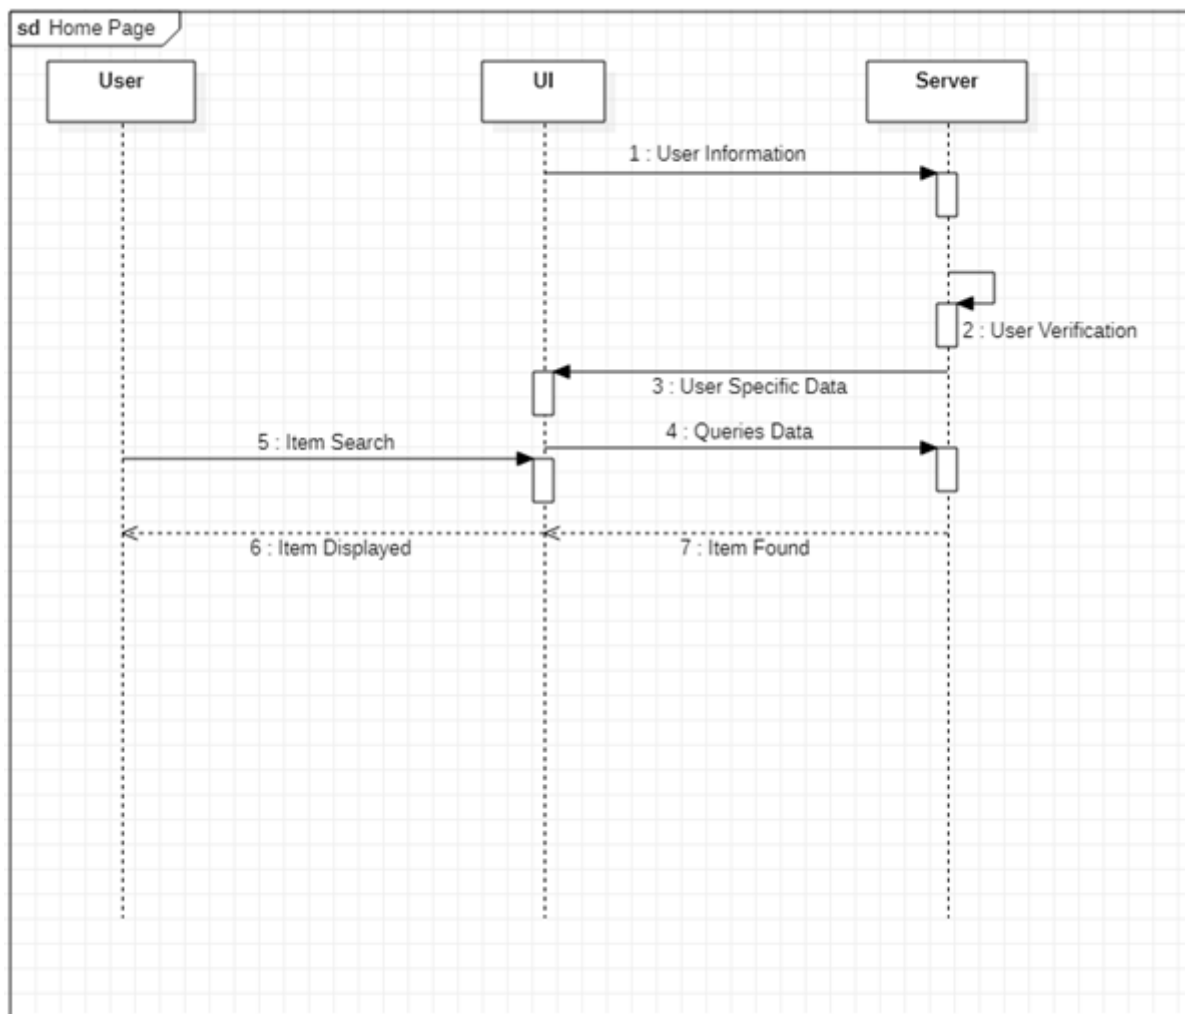 sd Home Page
User
UI
Server
1 : User Information
2 : User Verification
3 : User Specific Data
4 : Queries Data
5 : Item Search
6 : Item Displayed
7 : Item Found